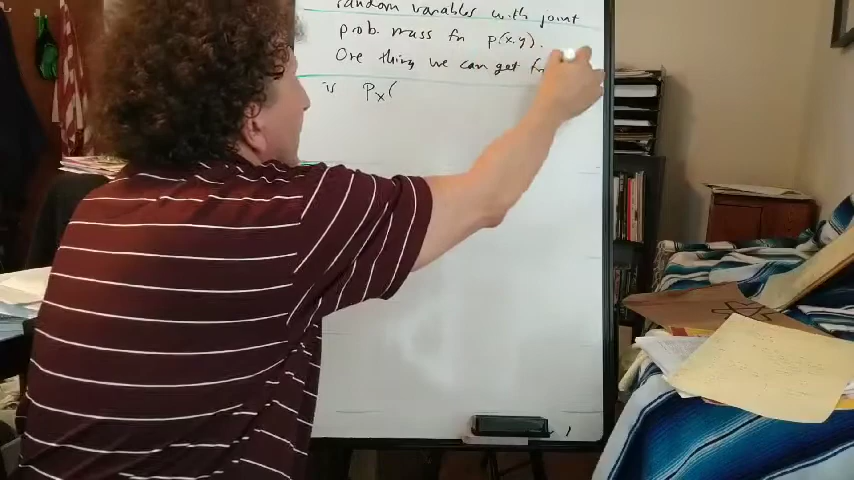 random variables with joint
prob. mass fn p(x,y).
One thing we can get
is Px(